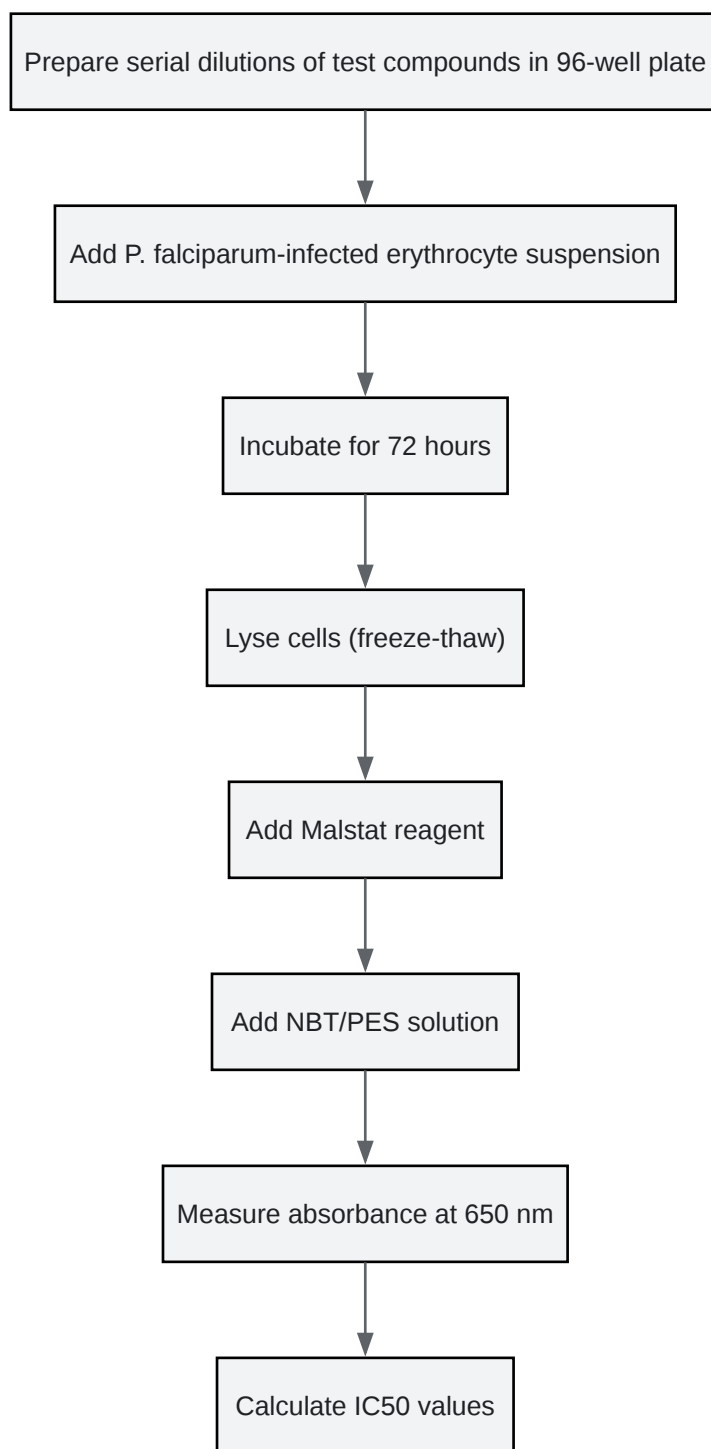 Prepare serial dilutions of test compounds in 96-well plate
Add P. falciparum-infected erythrocyte suspension
Incubate for 72 hours
Lyse cells (freeze-thaw)
Add Malstat reagent
Add NBT/PES solution
Measure absorbance at 650 nm
Calculate IC50 values